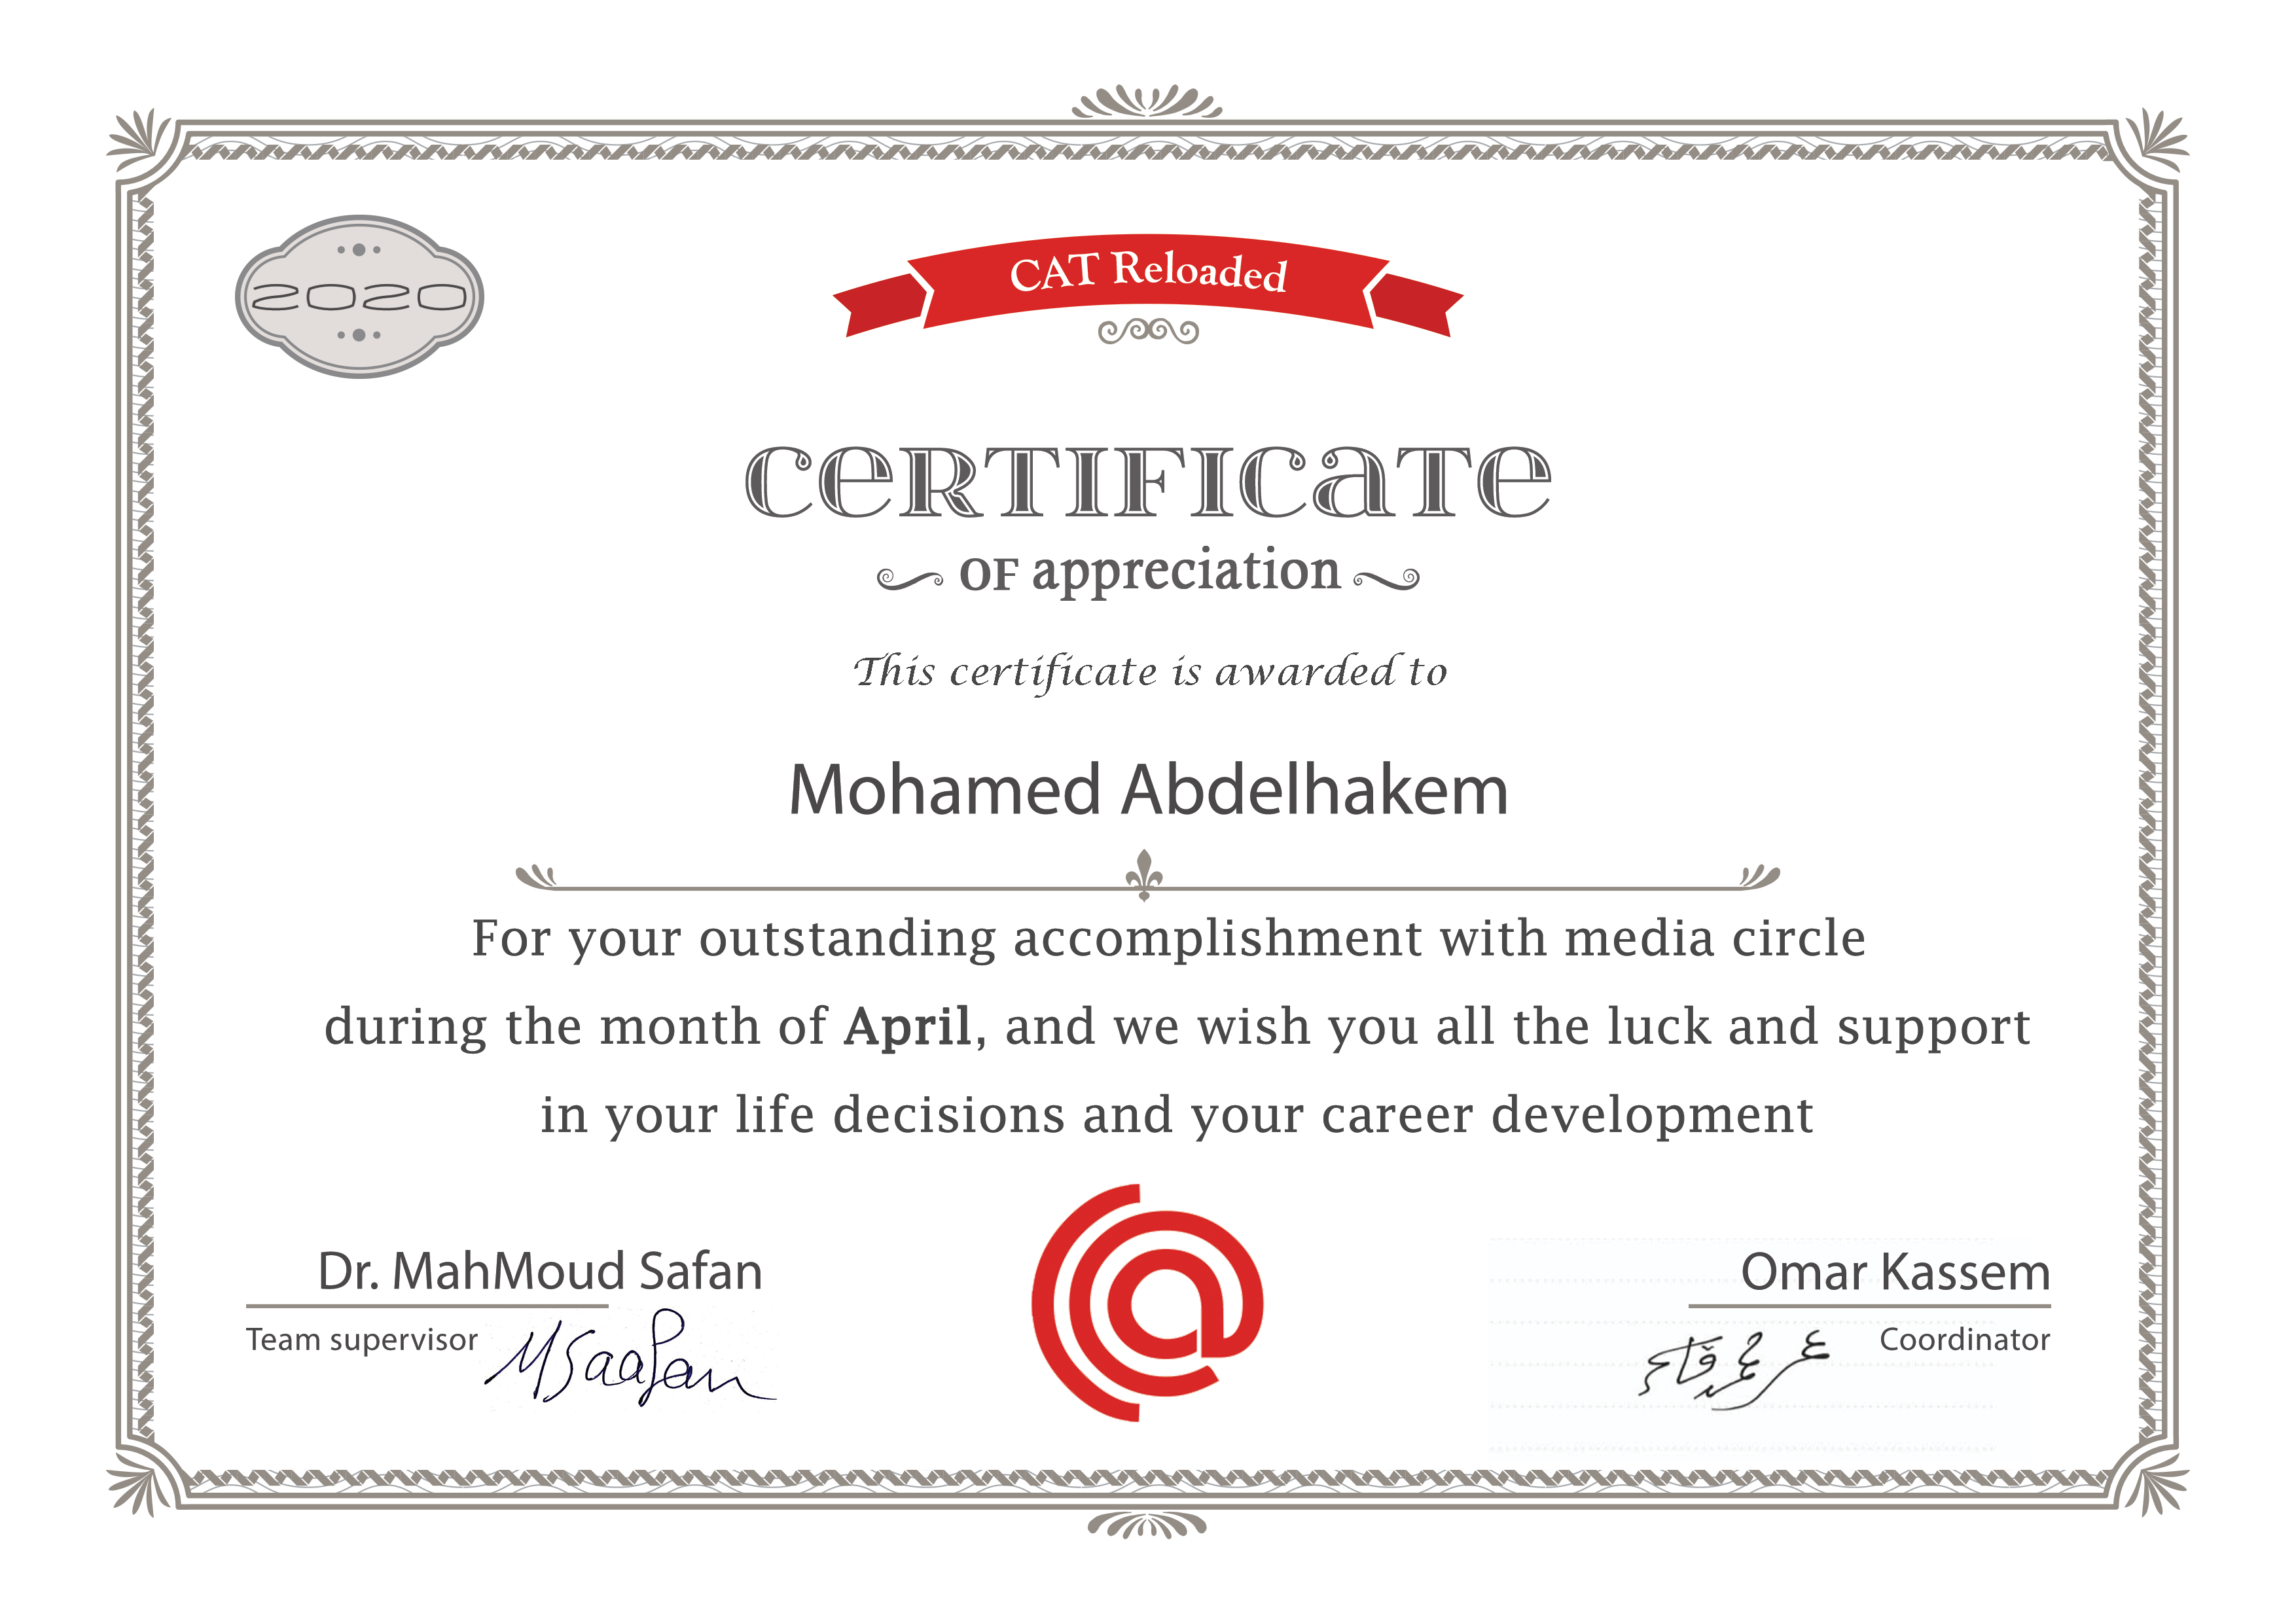 2020
CAT Reloaded
CeRTIFICaTe
OF appreciation
This certificate is awarded to
Mohamed Abdelhakem
For your outstanding accomplishment with media circle
during the month of April, and we wish you all the luck and support
in your life decisions and your career development
Dr. MahMoud Safan
Team supervisor
MSaafan
Omar Kassem
Coordinator